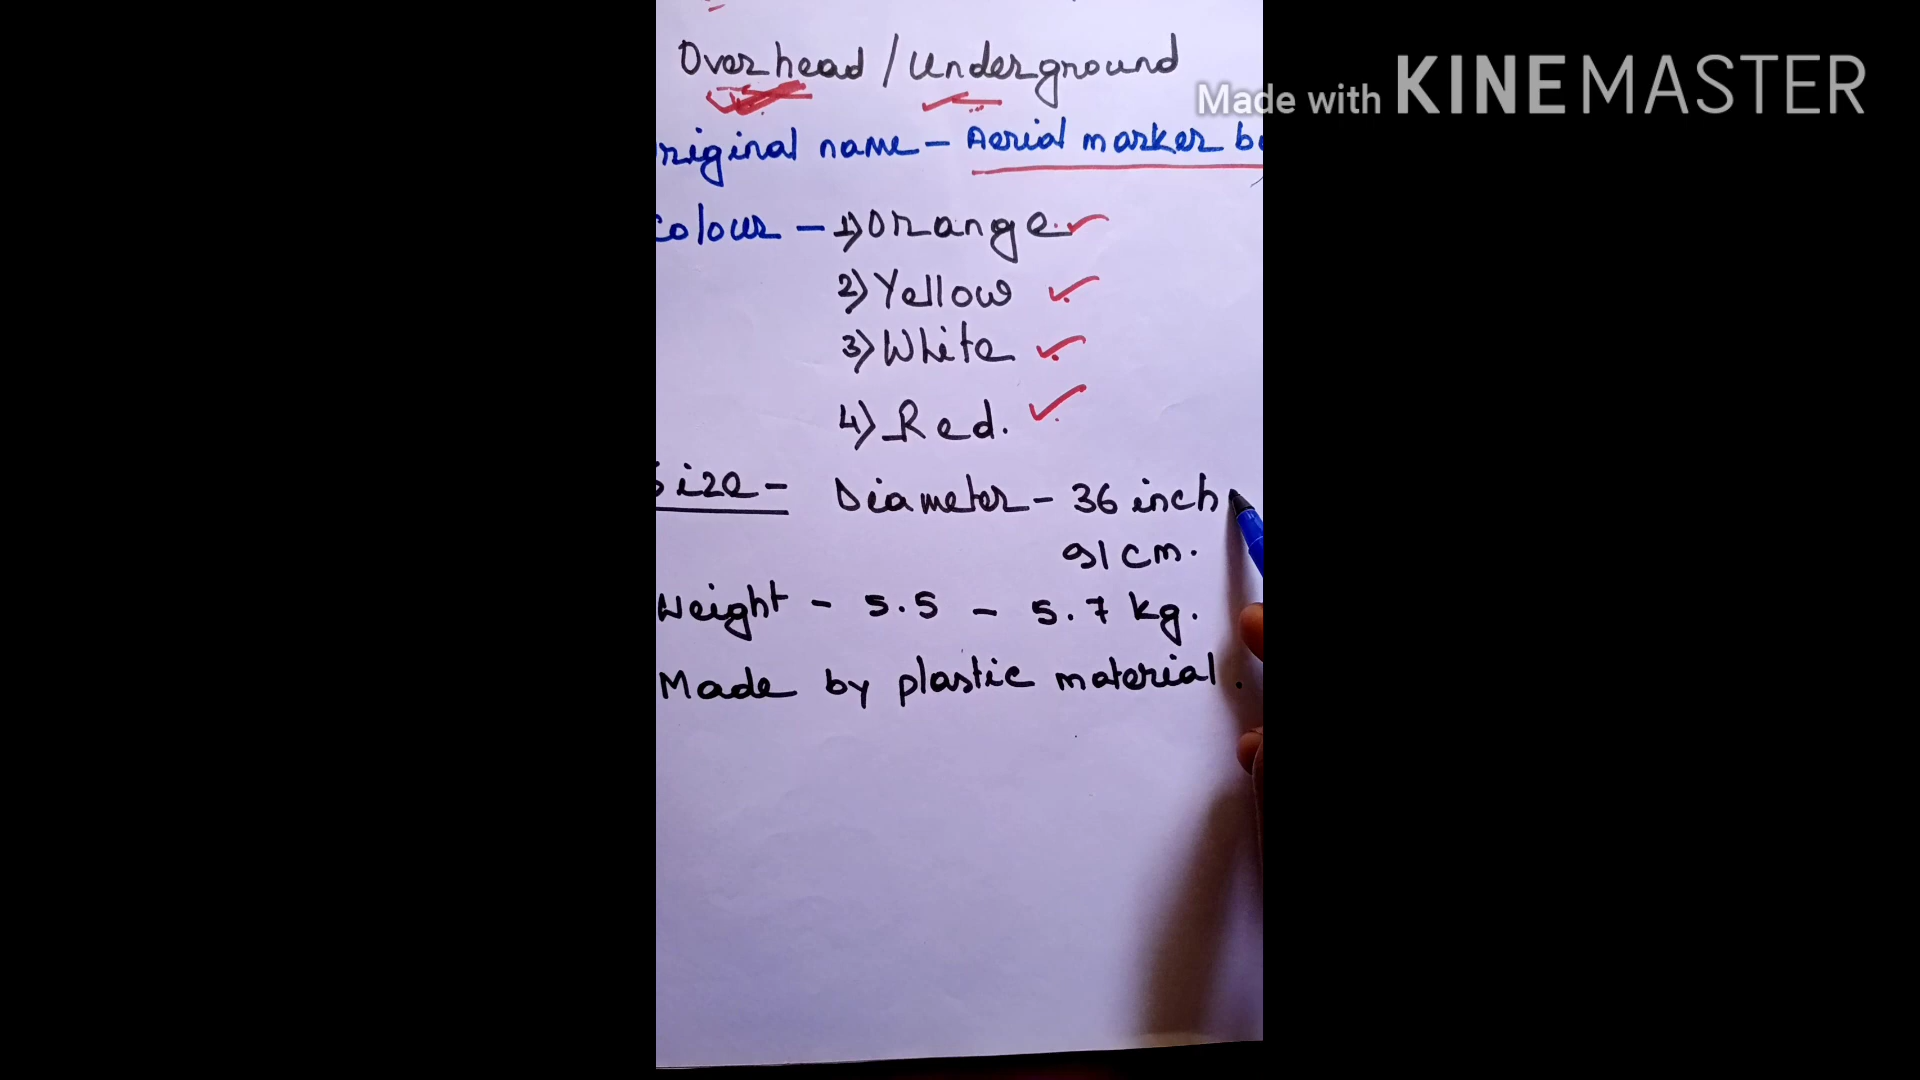 Overhead / Underground
Made with KINEMASTER
riginal name - Aerial marker b
Colour - 1) Orange
2) Yellow
3) White
4) Red.
Size - Diameter - 36 inch
91 cm.
Weight - 5.5 - 5.7 kg.
Made by plastic material.